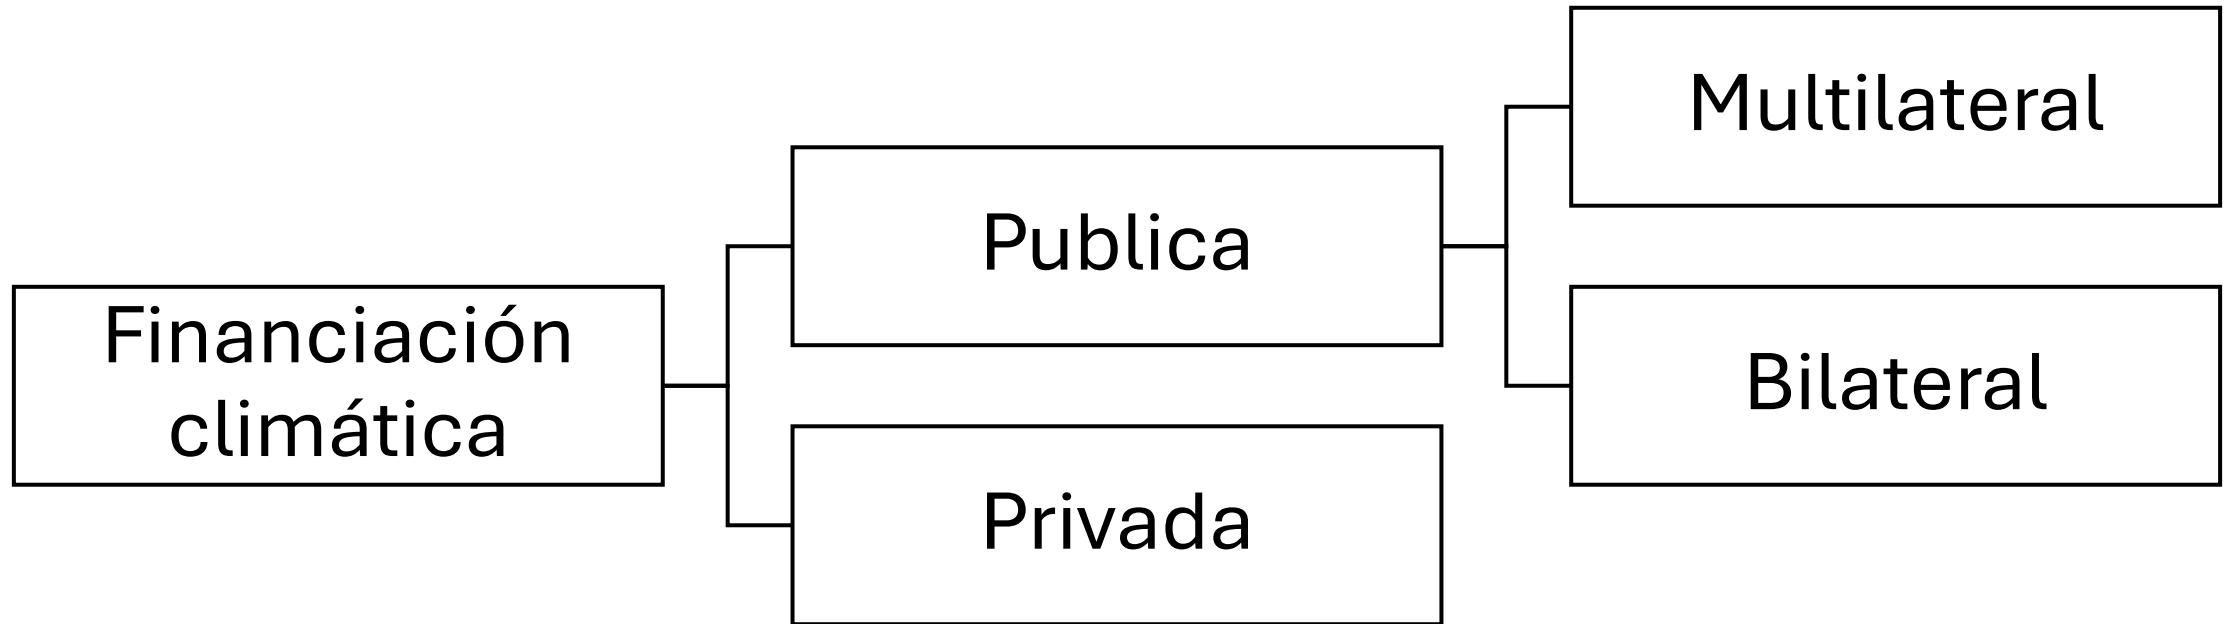 Financiación
climática
Publica
Privada
Multilateral
Bilateral